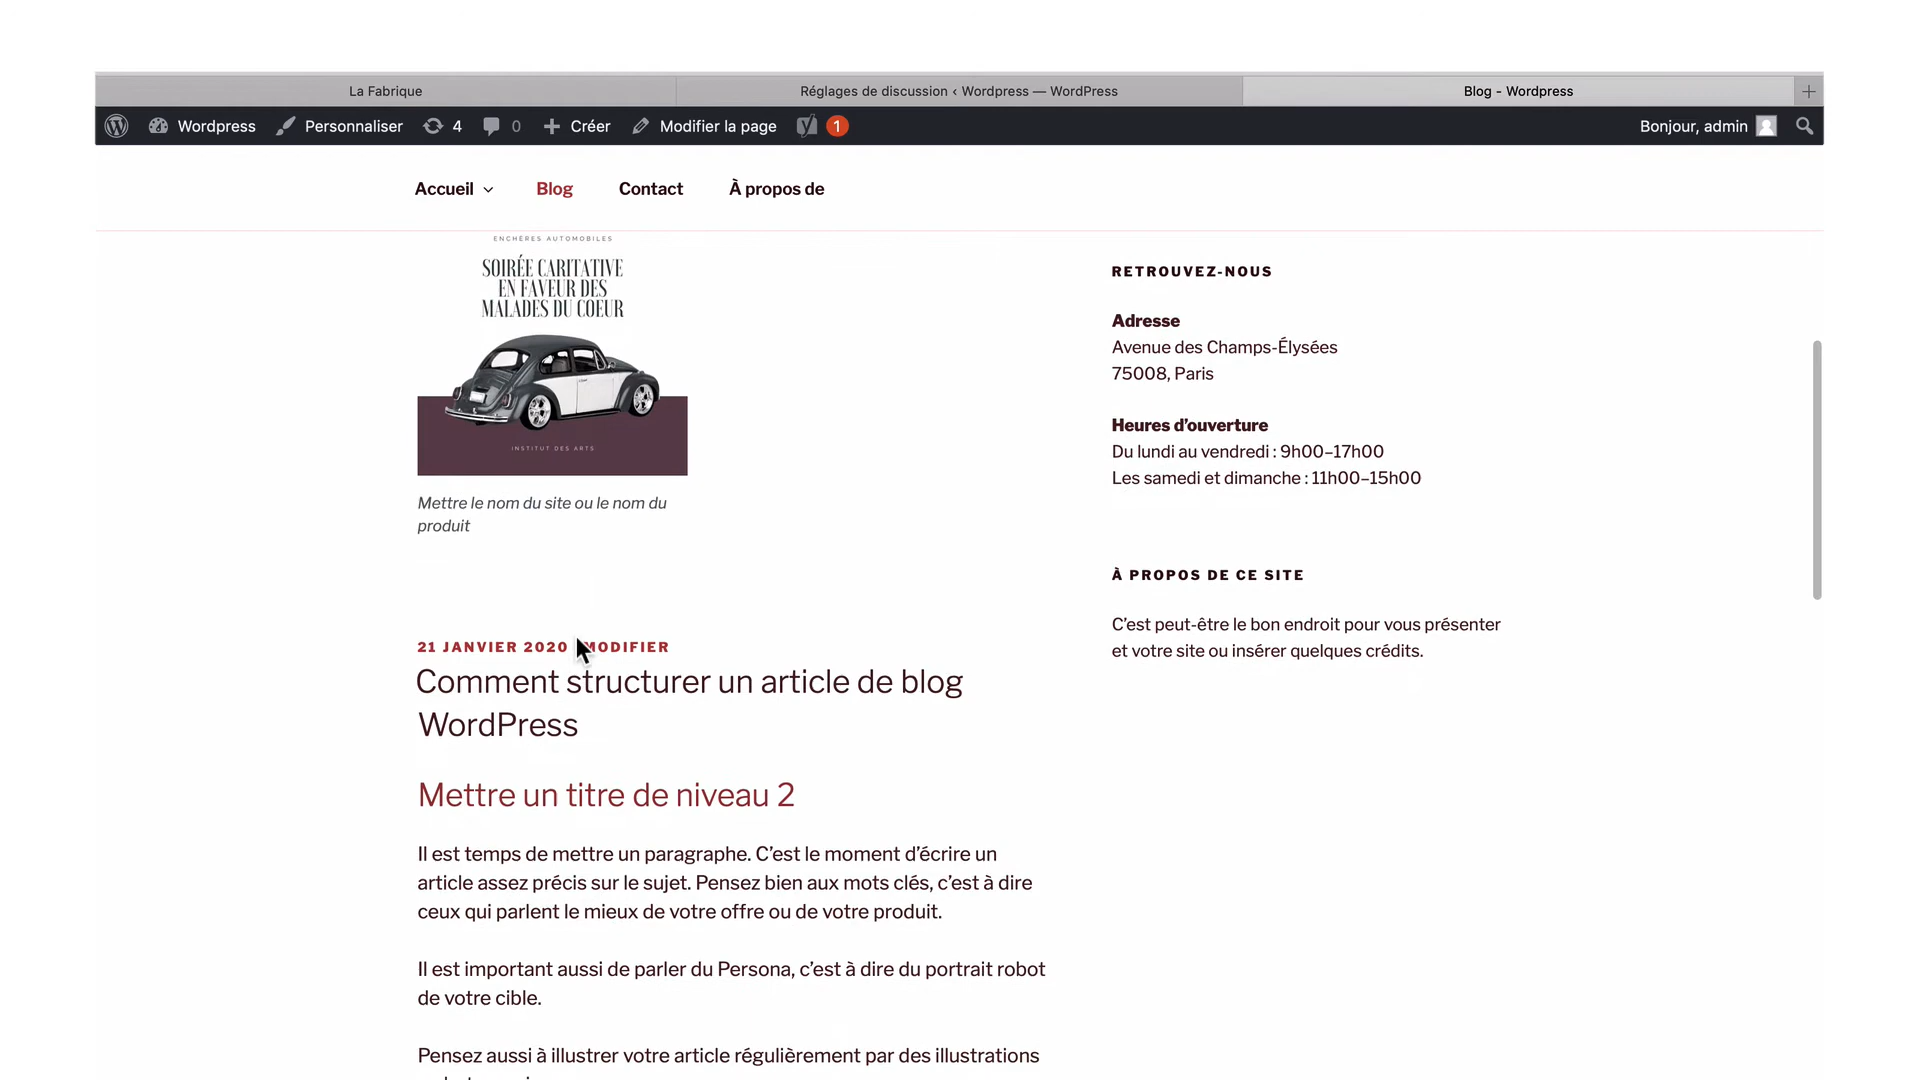 La Fabrique
Réglages de discussion ‹ Wordpress — WordPress
Blog - Wordpress
Wordpress
Personnaliser
4
0
Créer
Modifier la page
1
Bonjour, admin
Accueil
Blog
Contact
À propos de
ENCHÈRES AUTOMOBILES
SOIRÉE CARITATIVE
EN FAVEUR DES
MALADES DU COEUR
INSTITUT DES ARTS
Mettre le nom du site ou le nom du
produit
21 JANVIER 2020 MODIFIER
Comment structurer un article de blog
WordPress
Mettre un titre de niveau 2
Il est temps de mettre un paragraphe. C’est le moment d’écrire un
article assez précis sur le sujet. Pensez bien aux mots clés, c’est à dire
ceux qui parlent le mieux de votre offre ou de votre produit.
Il est important aussi de parler du Persona, c’est à dire du portrait robot
de votre cible.
Pensez aussi à illustrer votre article régulièrement par des illustrations
RETROUVEZ-NOUS
Adresse
Avenue des Champs-Élysées
75008, Paris
Heures d’ouverture
Du lundi au vendredi : 9h00–17h00
Les samedi et dimanche : 11h00–15h00
À PROPOS DE CE SITE
C’est peut-être le bon endroit pour vous présenter
et votre site ou insérer quelques crédits.